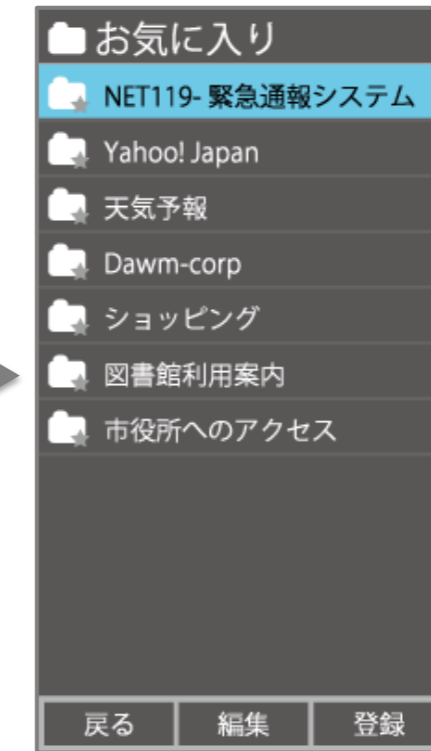 お気に入り
NET119- 緊急通報システム
Yahoo! Japan
天気予報
Dawm-corp
ショッピング
図書館利用案内
市役所へのアクセス
戻る 編集 登録